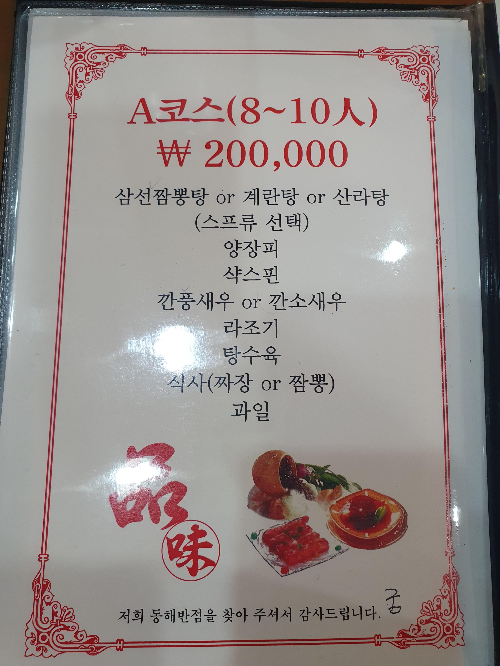 A코스(8~10人)
₩ 200,000
삼선짬뽕탕 or 계란탕 or 산라탕
(스프류 선택)
양장피
샥스핀
깐풍새우 or 깐소새우
라조기
탕수육
식사(짜장 or 짬뽕)
과일
品
味
저희 동해반점을 찾아 주셔서 감사드립니다.